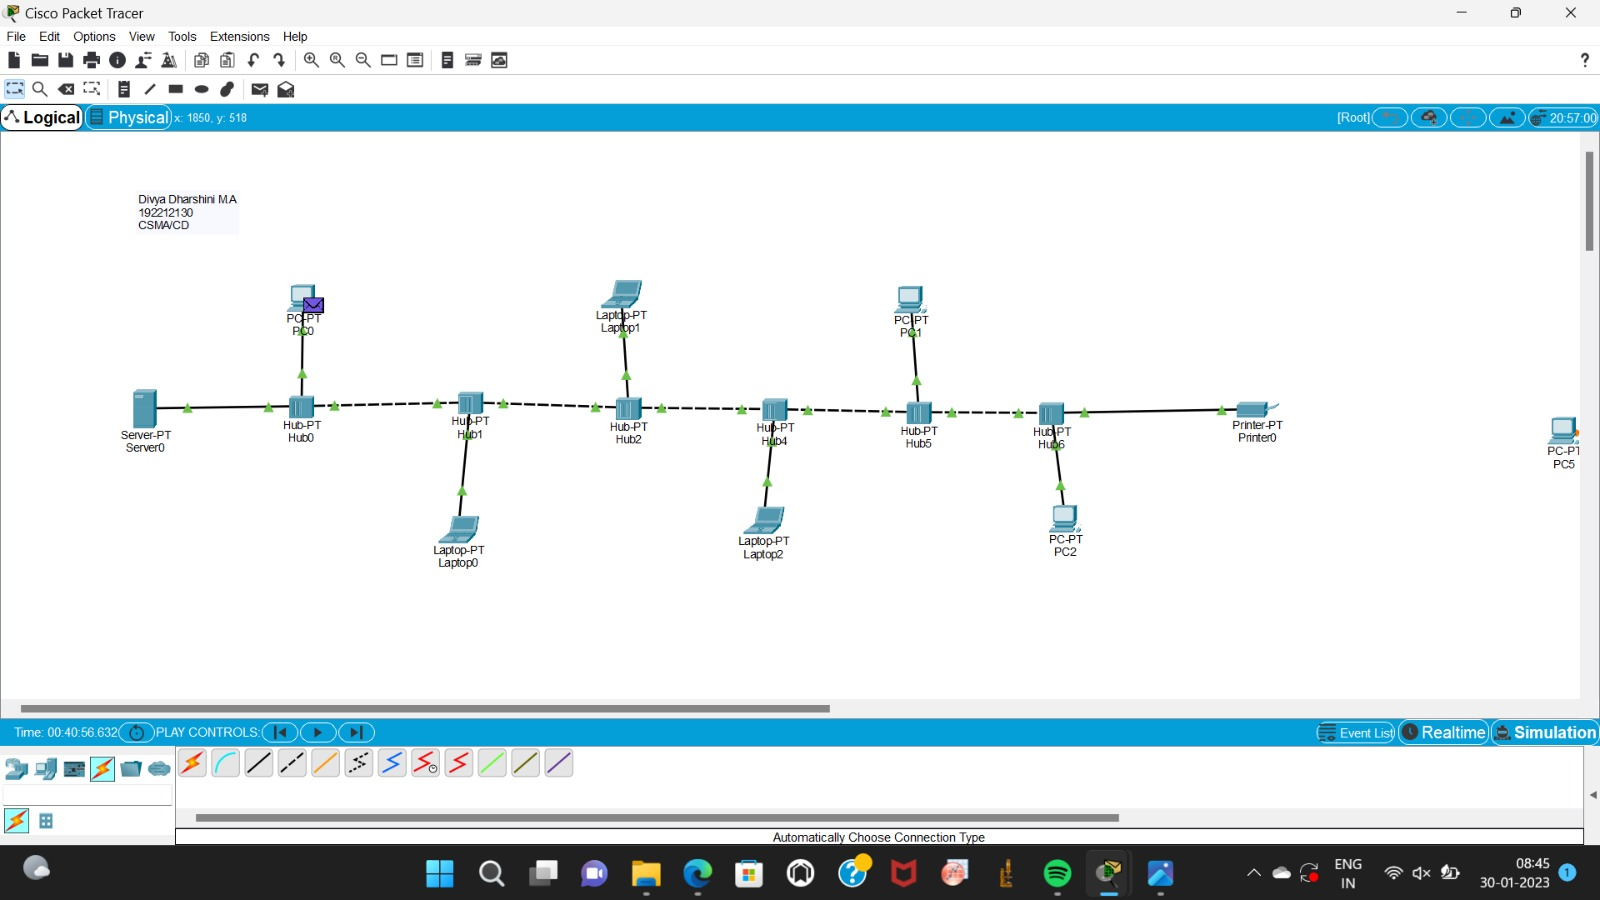 Cisco Packet Tracer
File Edit Options View Tools Extensions Help
?
Logical Physical x: 1850, y: 518 [Root] 20:57:00
Divya Dharshini M.A
192212130
CSMA/CD
PC-PT
PC0
Laptop-PT
Laptop1
PC-PT
PC1
Server-PT
Server0
Hub-PT
Hub0
Hub-PT
Hub1
Hub-PT
Hub2
Hub-PT
Hub4
Hub-PT
Hub5
Hub-PT
Hub6
Printer-PT
Printer0
PC-PT
PC5
Laptop-PT
Laptop0
Laptop-PT
Laptop2
PC-PT
PC2
Time: 00:40:56.632 PLAY CONTROLS: Event List Realtime Simulation
Automatically Choose Connection Type
ENG
IN
08:45
30-01-2023
1